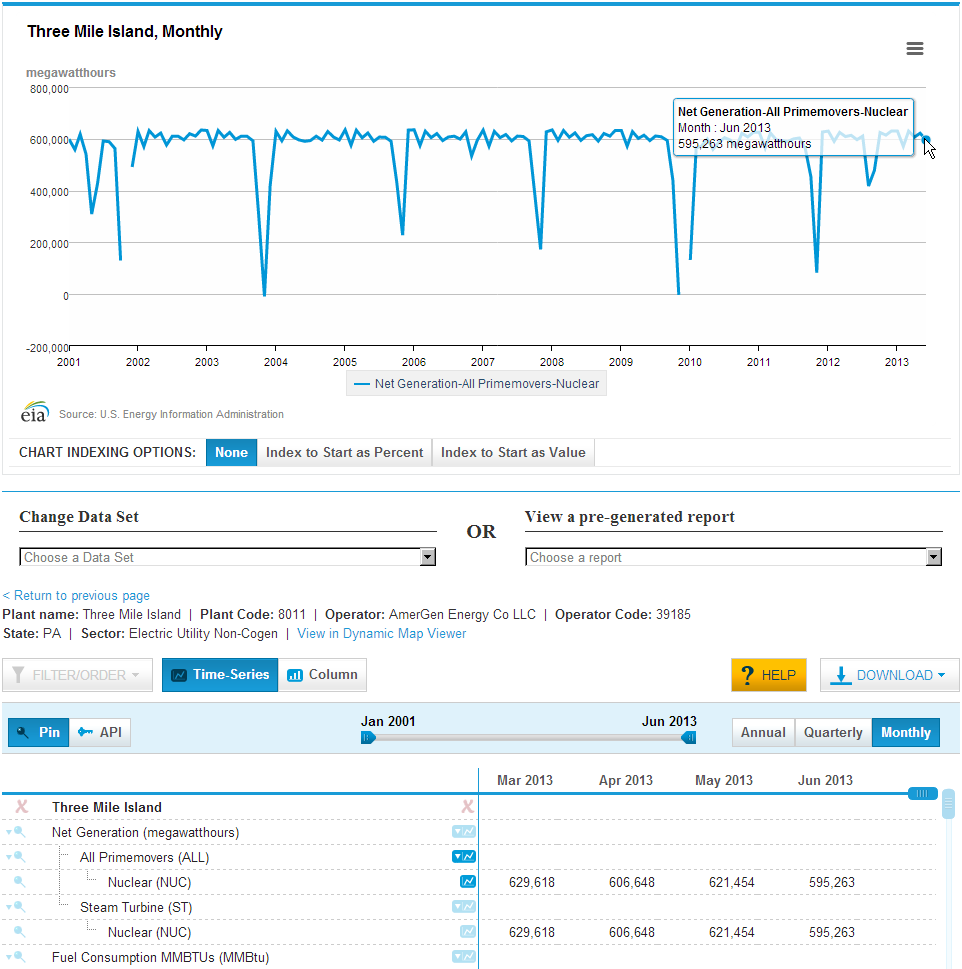 Three Mile Island, Monthly
megawatthours
800,000
600,000
400,000
200,000
0
-200,000
Net Generation-All Primemovers-Nuclear
Month : Jun 2013
595,263 megawatthours
2001 2002 2003 2004 2005 2006 2007 2008 2009 2010 2011 2012 2013
Net Generation-All Primemovers-Nuclear
eia Source: U.S. Energy Information Administration
CHART INDEXING OPTIONS: None Index to Start as Percent Index to Start as Value
Change Data Set
Choose a Data Set
OR
View a pre-generated report
Choose a report
< Return to previous page
Plant name: Three Mile Island | Plant Code: 8011 | Operator: AmerGen Energy Co LLC | Operator Code: 39185
State: PA | Sector: Electric Utility Non-Cogen | View in Dynamic Map Viewer
FILTER/ORDER Time-Series Column ? HELP DOWNLOAD
Pin API Jan 2001 Jun 2013 Annual Quarterly Monthly
Mar 2013 Apr 2013 May 2013 Jun 2013
Three Mile Island
Net Generation (megawatthours)
All Primemovers (ALL)
Nuclear (NUC) 629,618 606,648 621,454 595,263
Steam Turbine (ST)
Nuclear (NUC) 629,618 606,648 621,454 595,263
Fuel Consumption MMBTUs (MMBtu)